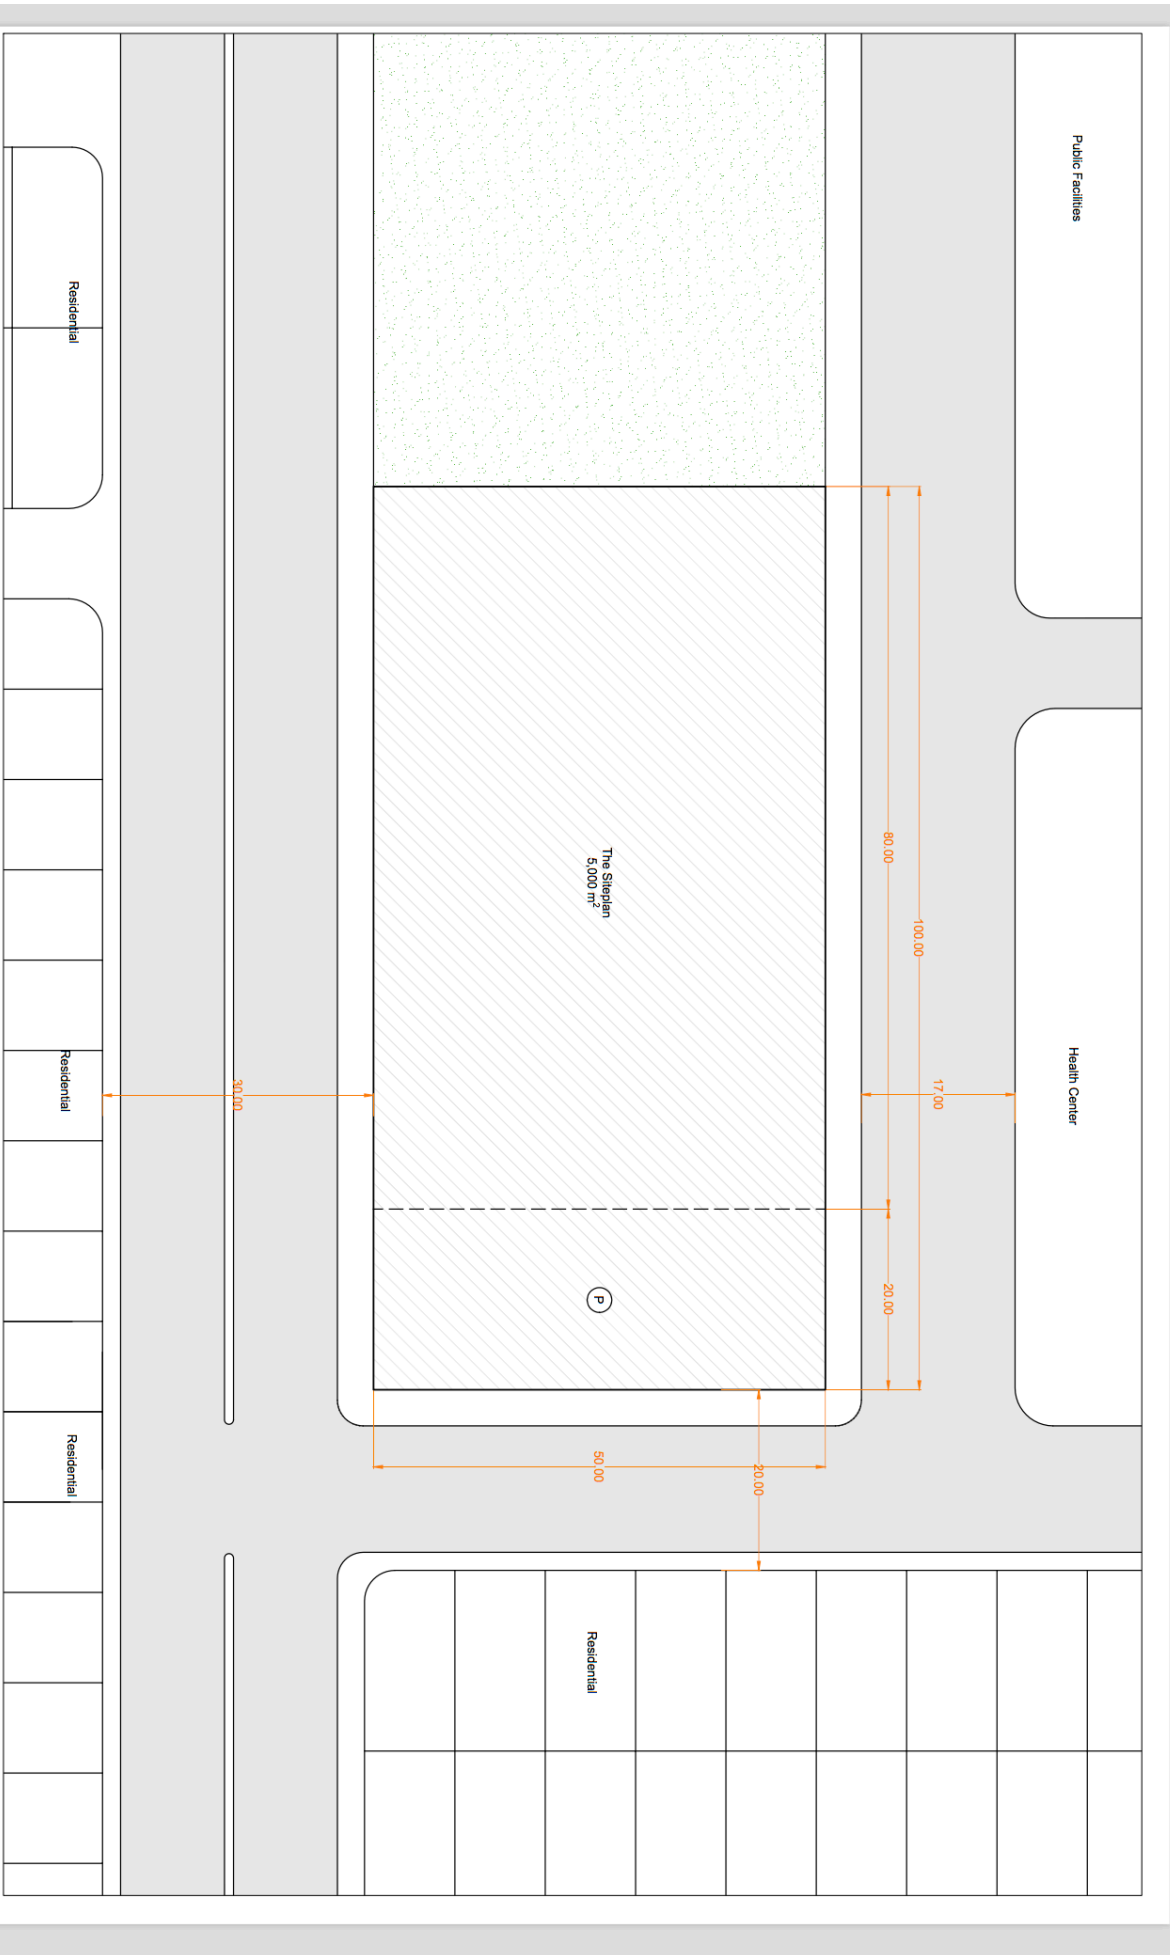 Public Facilities
Residential
80.00
100.00
The Siteplan
5,000 m²
Health Center
Residential
30.00
17.00
20.00
P
Residential
50.00
20.00
Residential